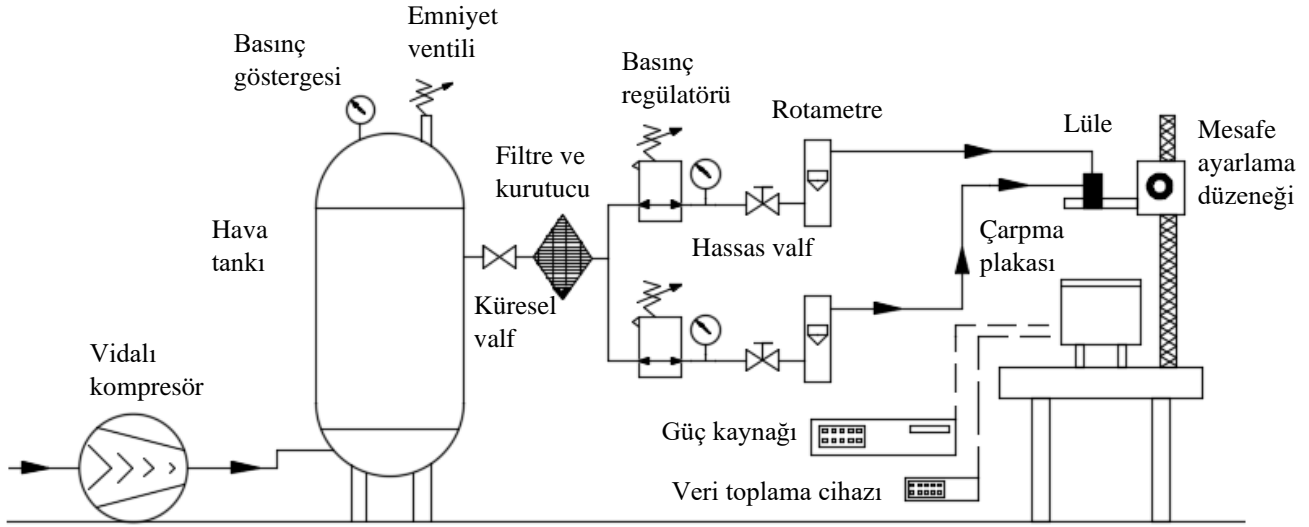 Emniyet
ventili
Basınç
göstergesi
Basınç
regülatörü
Rotametre
Lüle
Mesafe
ayarlama
düzeneği
Filtre ve
kurutucu
Hava
tankı
Hassas valf
Çarpma
plakası
Küresel
valf
Vidalı
kompresör
Güç kaynağı
Veri toplama cihazı